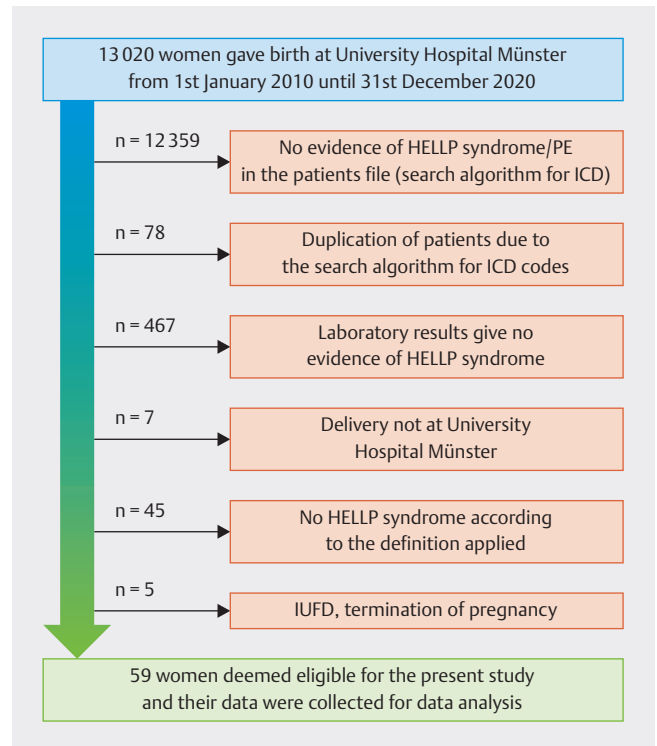 13 020 women gave birth at University Hospital Münster
from 1st January 2010 until 31st December 2020
n = 12 359
No evidence of HELLP syndrome/PE
in the patients file (search algorithm for ICD)
n = 78
Duplication of patients due to
the search algorithm for ICD codes
n = 467
Laboratory results give no
evidence of HELLP syndrome
n = 7
Delivery not at University
Hospital Münster
n = 45
No HELLP syndrome according
to the definition applied
n = 5
IUFD, termination of pregnancy
59 women deemed eligible for the present study
and their data were collected for data analysis